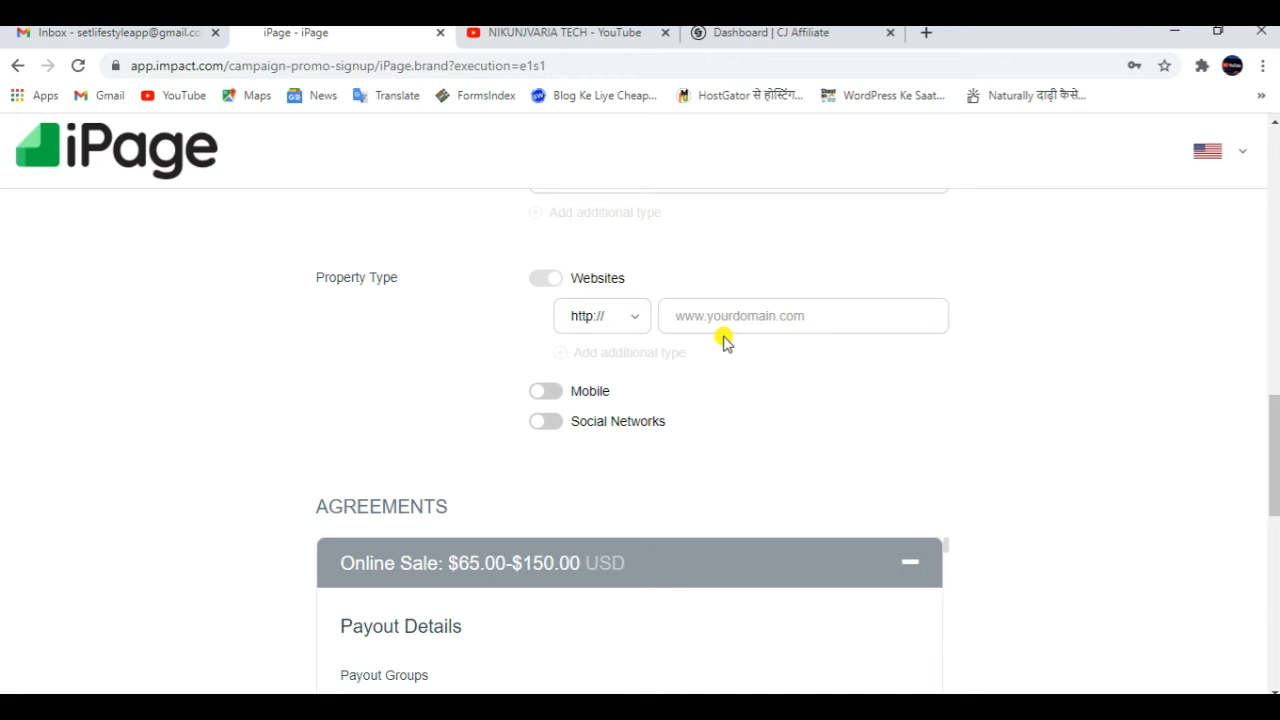 Inbox - setlifestyleapp@gmail.co
iPage - iPage
NIKUNJVARIA TECH - YouTube
Dashboard | CJ Affiliate
app.impact.com/campaign-promo-signup/iPage.brand?execution=e1s1
Apps
Gmail
YouTube
Maps
News
Translate
FormsIndex
Blog Ke Liye Cheap...
HostGator से होस्टिंग...
WordPress Ke Saat...
Naturally दाढ़ी कैसे...
iPage
Add additional type
Property Type
Websites
http://
www.yourdomain.com
Add additional type
Mobile
Social Networks
AGREEMENTS
Online Sale: $65.00-$150.00 USD
Payout Details
Payout Groups